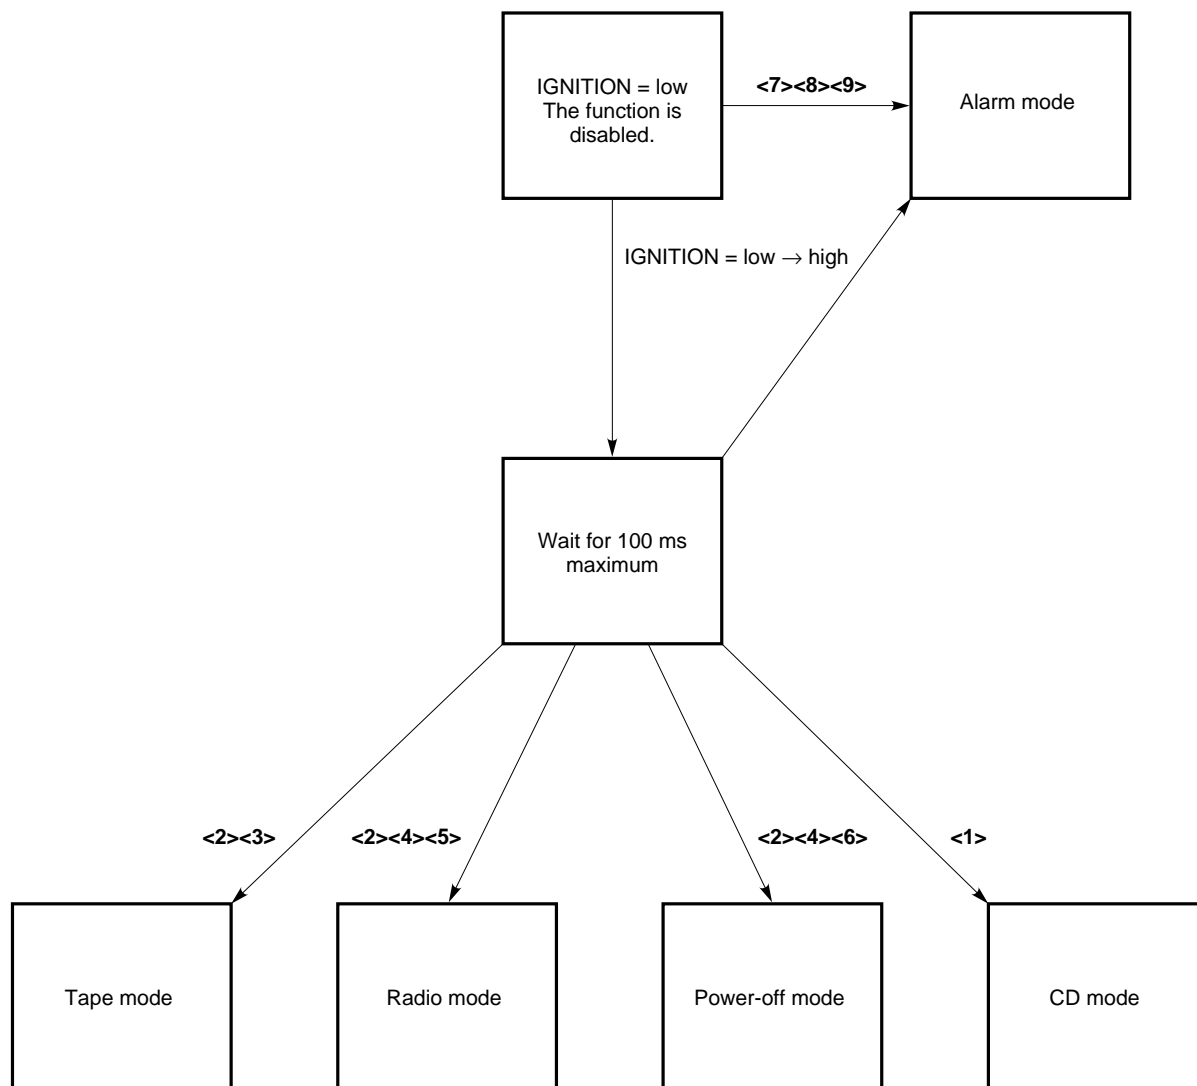 IGNITION = low
The function is
disabled.
<7><8><9>
Alarm mode
IGNITION = low → high
Wait for 100 ms
maximum
<2><3>
<2><4><5>
<2><4><6>
<1>
Tape mode
Radio mode
Power-off mode
CD mode